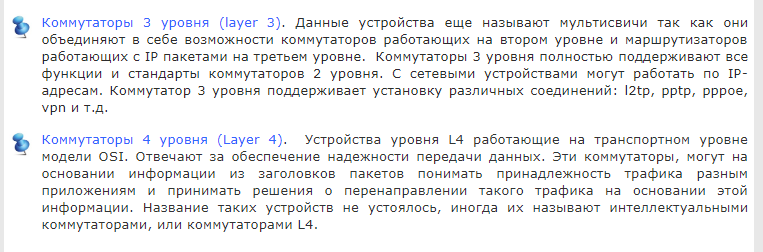 Коммутаторы 3 уровня (layer 3). Данные устройства еще называют мультисвичи так как они
объединяют в себе возможности коммутаторов работающих на втором уровне и маршрутизаторов
работающих с IP пакетами на третьем уровне. Коммутаторы 3 уровня полностью поддерживают все
функции и стандарты коммутаторов 2 уровня. С сетевыми устройствами могут работать по IP-
адресам. Коммутатор 3 уровня поддерживает установку различных соединений: l2tp, pptp, pppoe,
vpn и т.д.
Коммутаторы 4 уровня (Layer 4). Устройства уровня L4 работающие на транспортном уровне
модели OSI. Отвечают за обеспечение надежности передачи данных. Эти коммутаторы, могут на
основании информации из заголовков пакетов понимать принадлежность трафика разным
приложениям и принимать решения о перенаправлении такого трафика на основании этой
информации. Название таких устройств не устоялось, иногда их называют интеллектуальными
коммутаторами, или коммутаторами L4.